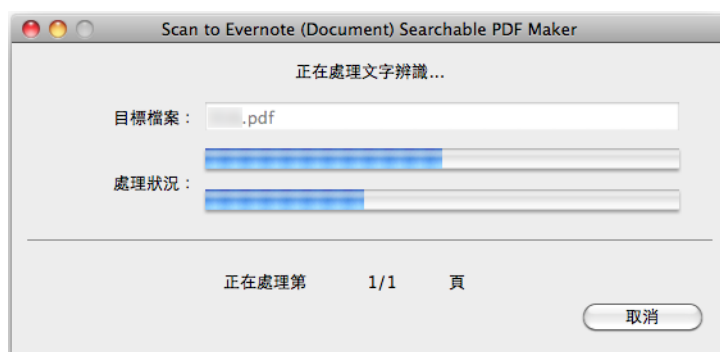 Scan to Evernote (Document) Searchable PDF Maker
正在處理文字辨識...
目標檔案：
.pdf
處理狀況：
正在處理第 1/1 頁
取消